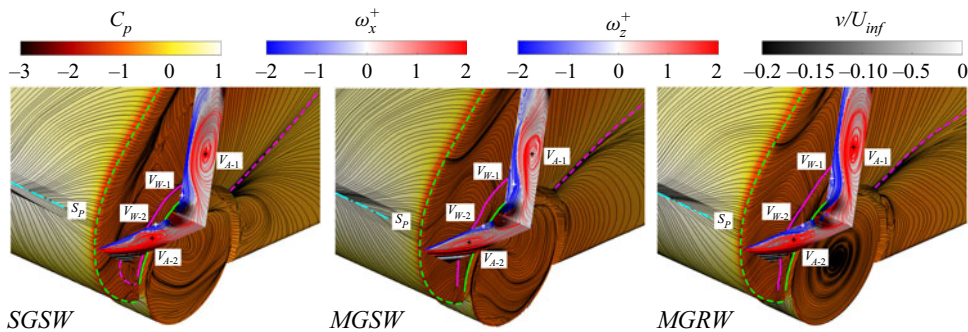 C_p ω_x^+ ω_z^+ v/U_inf
−3 −2 −1 0 1 −2 −1 0 1 2 −2 −1 0 1 2 −0.2 −0.15 −0.1 −0.5 0
V_A-1 V_A-1 V_A-1
V_W-1 V_W-1 V_W-1
S_P V_W-2 S_P V_W-2 S_P V_W-2
V_A-2 V_A-2 V_A-2
SGSW MGSW MGRW